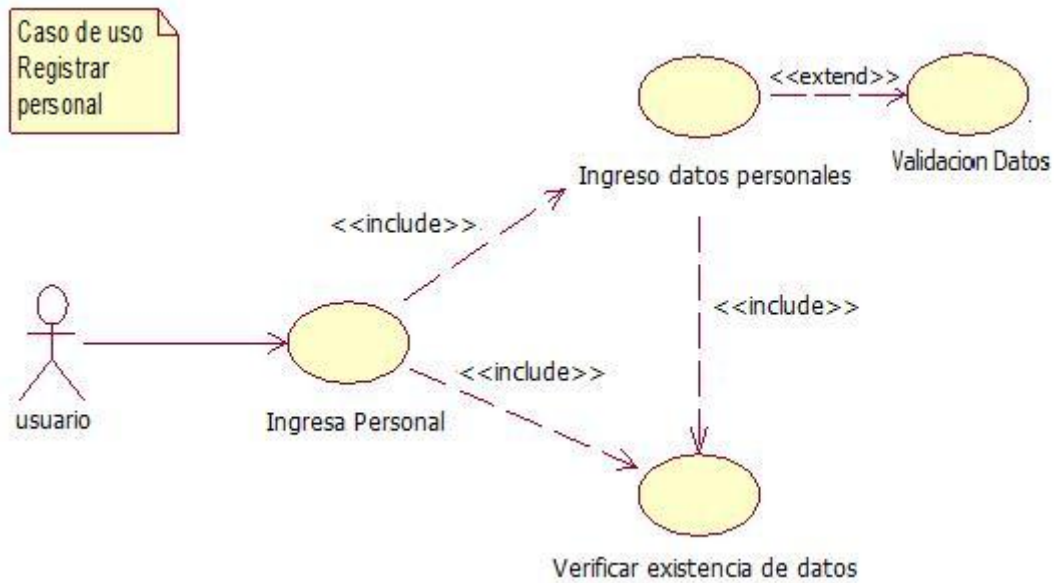 Caso de uso
Registrar
personal
<<extend>>
Validacion Datos
Ingreso datos personales
<<include>>
<<include>>
<<include>>
usuario
Ingresa Personal
Verificar existencia de datos